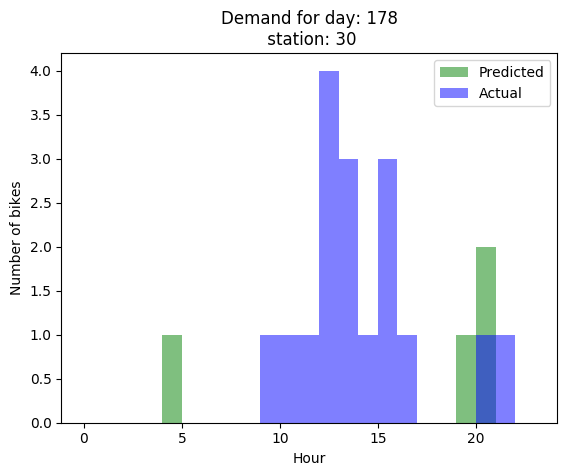 Demand for day: 178
station: 30
Predicted
Actual
4.0
3.5
3.0
2.5
2.0
1.5
1.0
0.5
0.0
Number of bikes
0 5 10 15 20
Hour